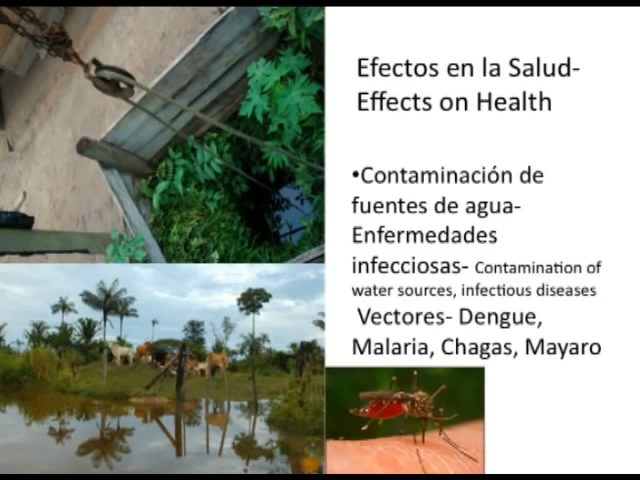 Efectos en la Salud-
Effects on Health
•Contaminación de
fuentes de agua-
Enfermedades
infecciosas- Contamination of
water sources, infectious diseases
Vectores- Dengue,
Malaria, Chagas, Mayaro